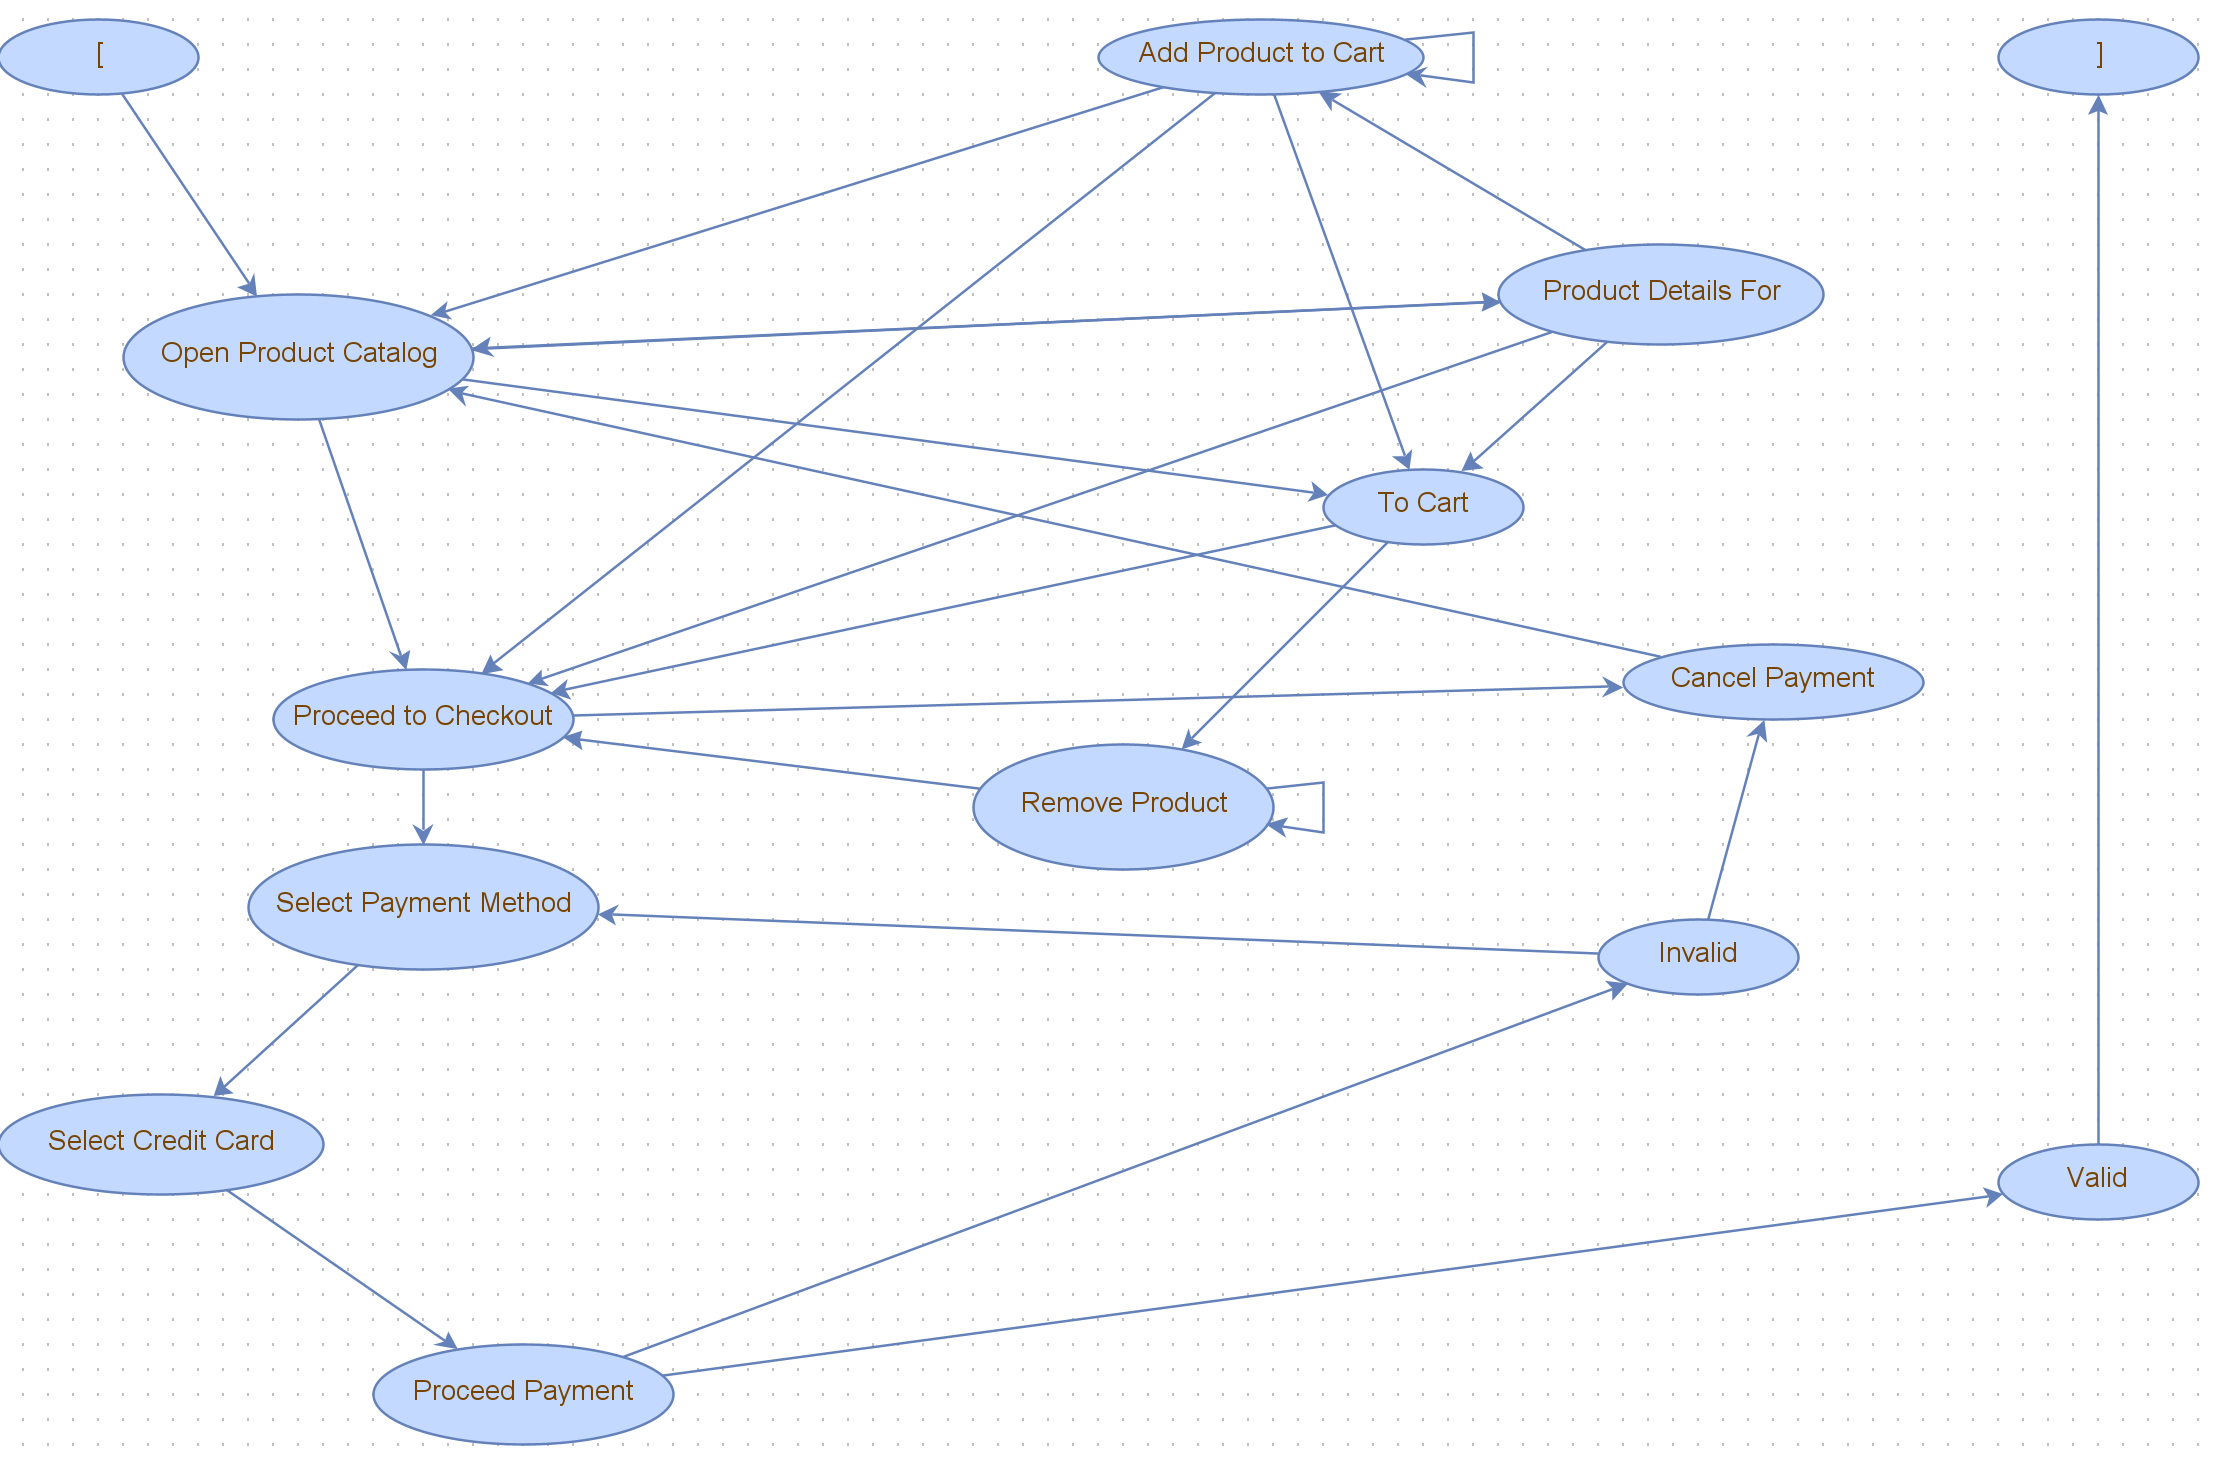 [
Add Product to Cart
]
Product Details For
Open Product Catalog
To Cart
Cancel Payment
Proceed to Checkout
Remove Product
Select Payment Method
Invalid
Select Credit Card
Valid
Proceed Payment